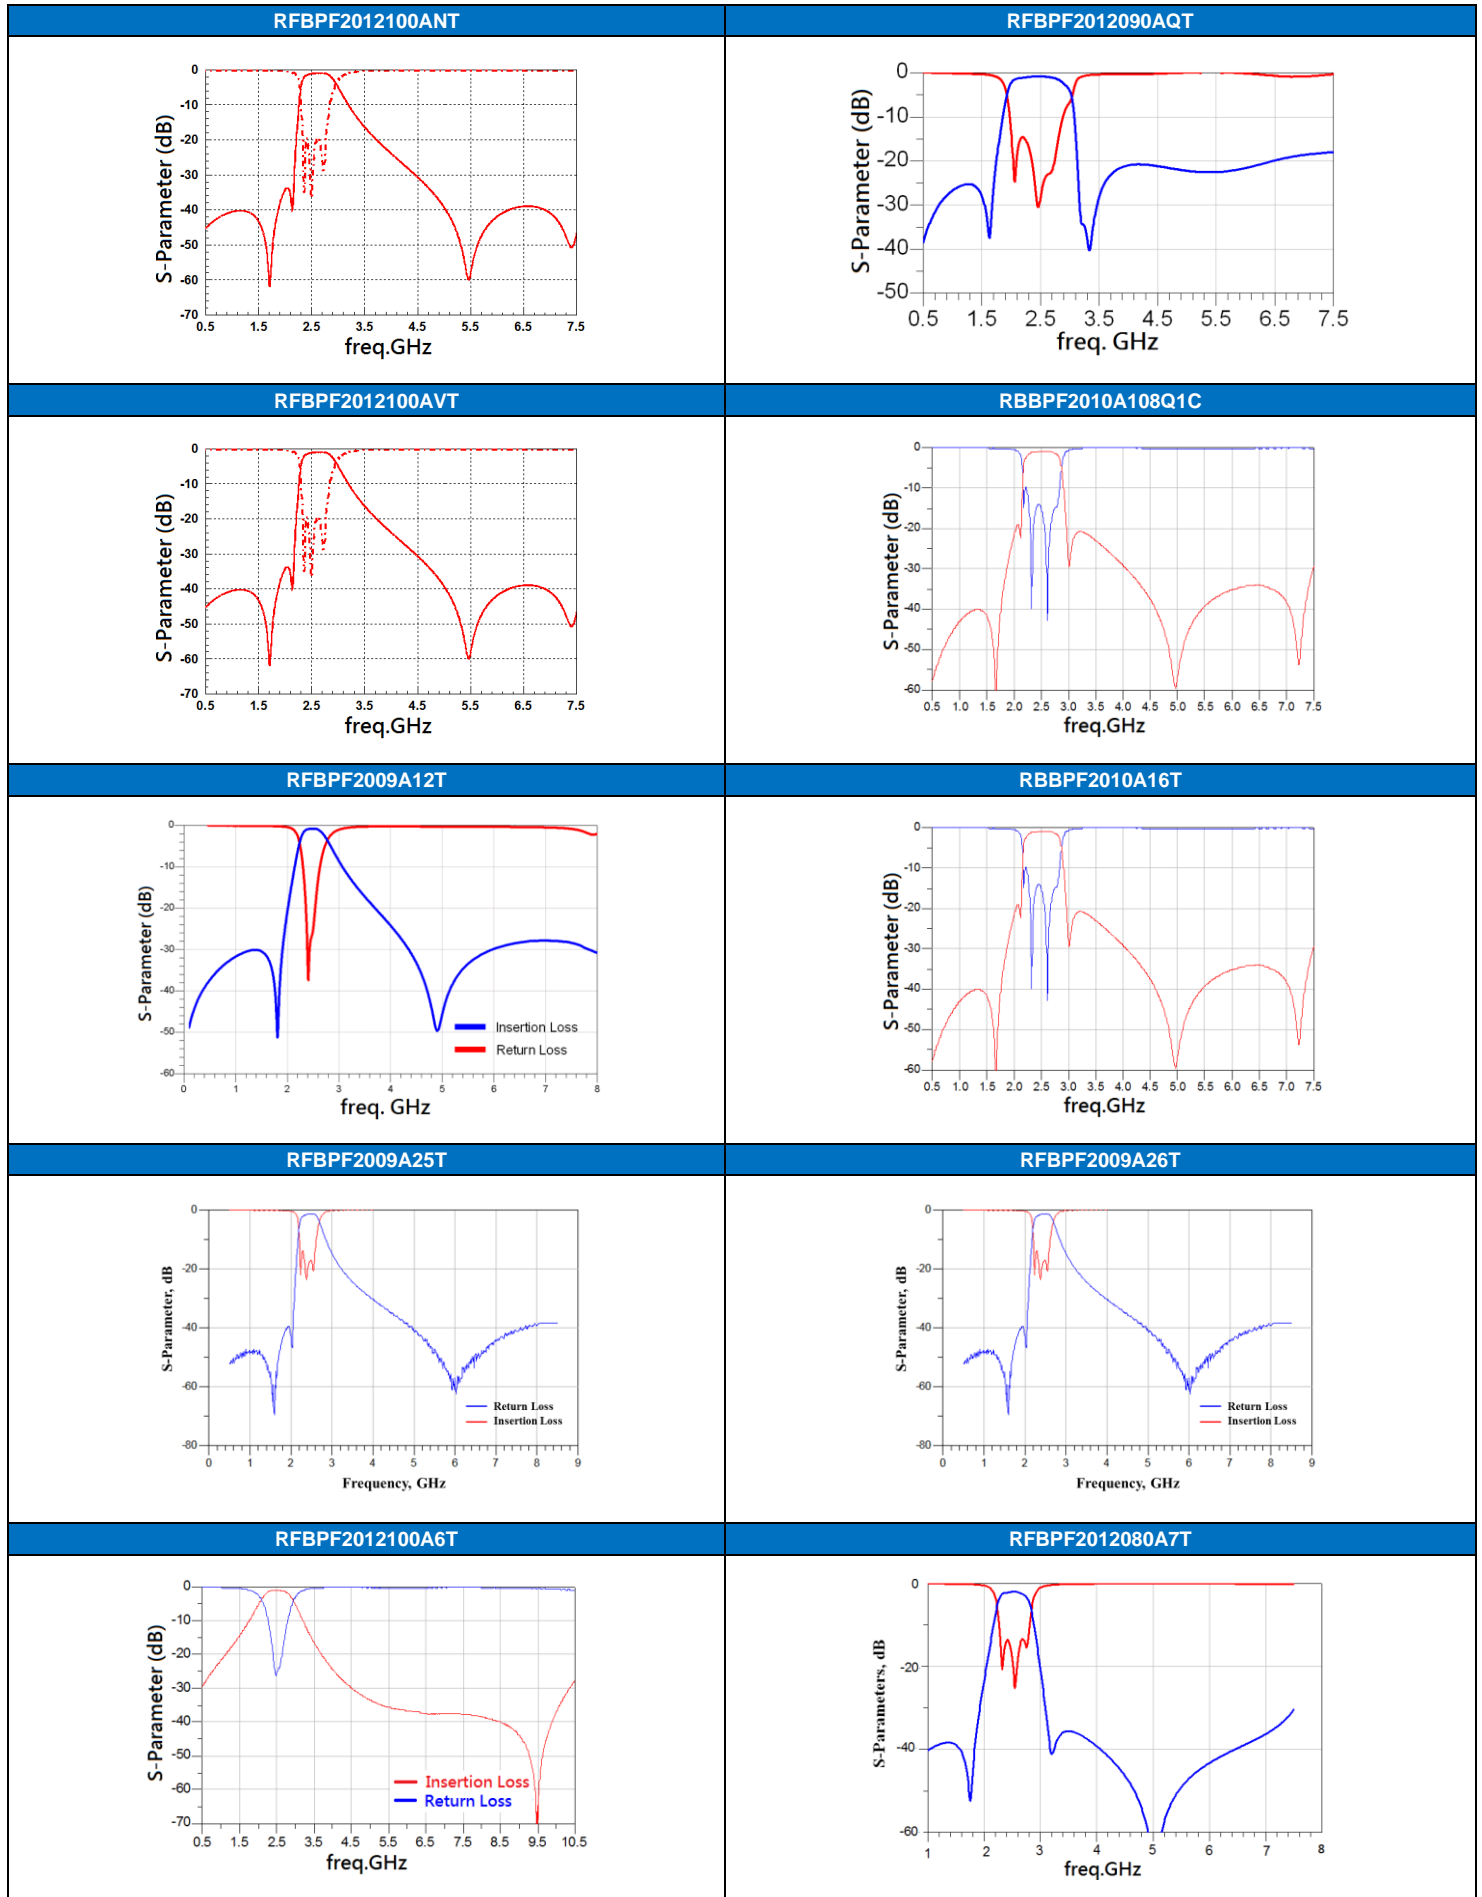 RFBPF2012100ANT
RFBPF2012090AQT
S-Parameter (dB)
0
-10
-20
-30
-40
-50
-60
-70
0.5 1.5 2.5 3.5 4.5 5.5 6.5 7.5
freq.GHz
S-Parameter (dB)
0
-10
-20
-30
-40
-50
0.5 1.5 2.5 3.5 4.5 5.5 6.5 7.5
freq. GHz
RFBPF2012100AVT
RBBPF2010A108Q1C
S-Parameter (dB)
0
-10
-20
-30
-40
-50
-60
-70
0.5 1.5 2.5 3.5 4.5 5.5 6.5 7.5
freq.GHz
S-Parameter (dB)
0
-10
-20
-30
-40
-50
-60
0.5 1.0 1.5 2.0 2.5 3.0 3.5 4.0 4.5 5.0 5.5 6.0 6.5 7.0 7.5
freq.GHz
RFBPF2009A12T
RBBPF2010A16T
S-Parameter (dB)
0
-10
-20
-30
-40
-50
-60
Insertion Loss
Return Loss
0 1 2 3 4 5 6 7 8
freq. GHz
S-Parameter (dB)
0
-10
-20
-30
-40
-50
-60
0.5 1.0 1.5 2.0 2.5 3.0 3.5 4.0 4.5 5.0 5.5 6.0 6.5 7.0 7.5
freq.GHz
RFBPF2009A25T
RFBPF2009A26T
S-Parameter, dB
0
-20
-40
-60
-80
Return Loss
Insertion Loss
0 1 2 3 4 5 6 7 8 9
Frequency, GHz
S-Parameter, dB
0
-20
-40
-60
-80
Return Loss
Insertion Loss
0 1 2 3 4 5 6 7 8 9
Frequency, GHz
RFBPF2012100A6T
RFBPF2012080A7T
S-Parameter (dB)
0
-10
-20
-30
-40
-50
-60
-70
Insertion Loss
Return Loss
0.5 1.5 2.5 3.5 4.5 5.5 6.5 7.5 8.5 9.5 10.5
freq.GHz
S-Parameters, dB
0
-20
-40
-60
1 2 3 4 5 6 7 8
freq.GHz